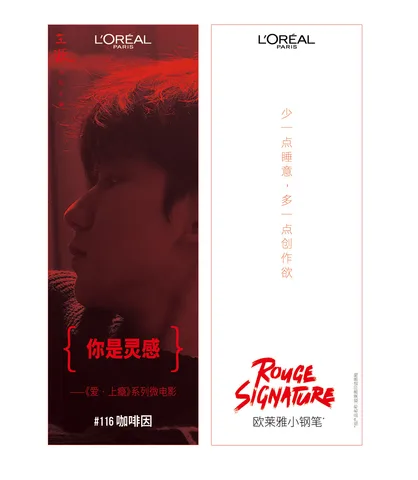 L'ORÉAL
PARIS
{ 你是灵感 }
——《爱·上瘾》系列微电影
#116 咖啡因
L'ORÉAL
PARIS
少一点睡意，多一点创作欲
ROUGE
SIGNATURE
欧莱雅小钢笔*